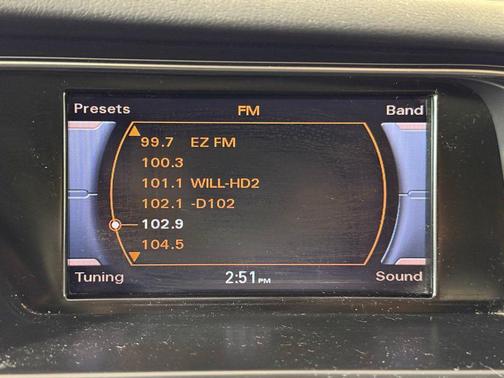 Presets FM Band
99.7 EZ FM
100.3
101.1 WILL-HD2
102.1 -D102
102.9
104.5
Tuning 2:51 PM Sound